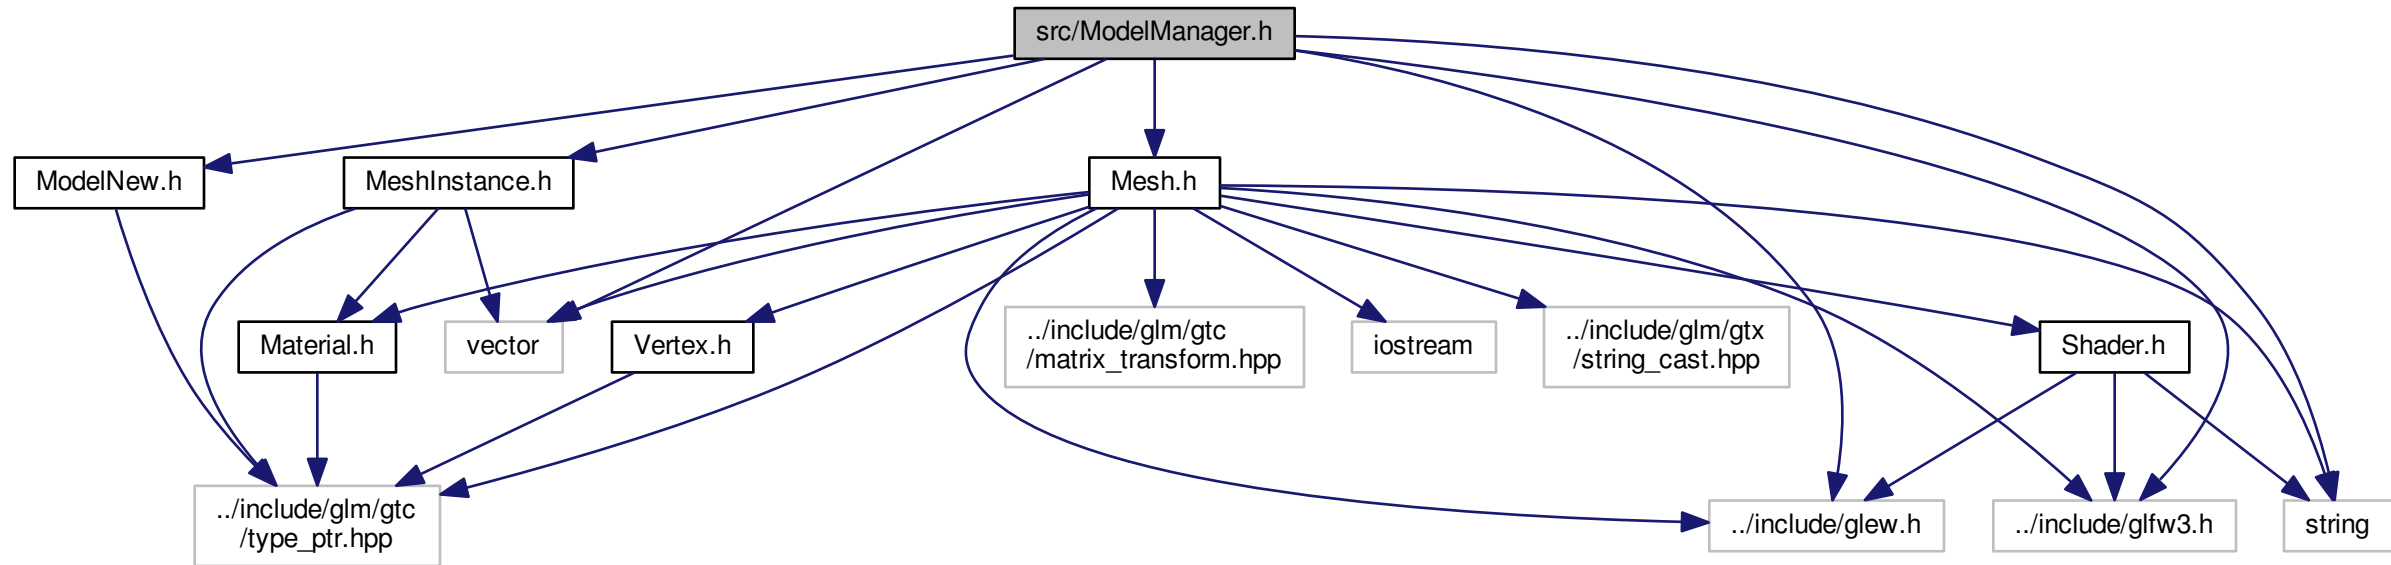 src/ModelManager.h
ModelNew.h
MeshInstance.h
Mesh.h
Material.h
vector
Vertex.h
../include/glm/gtc
/matrix_transform.hpp
iostream
../include/glm/gtx
/string_cast.hpp
Shader.h
../include/glm/gtc
/type_ptr.hpp
../include/glew.h
../include/glfw3.h
string